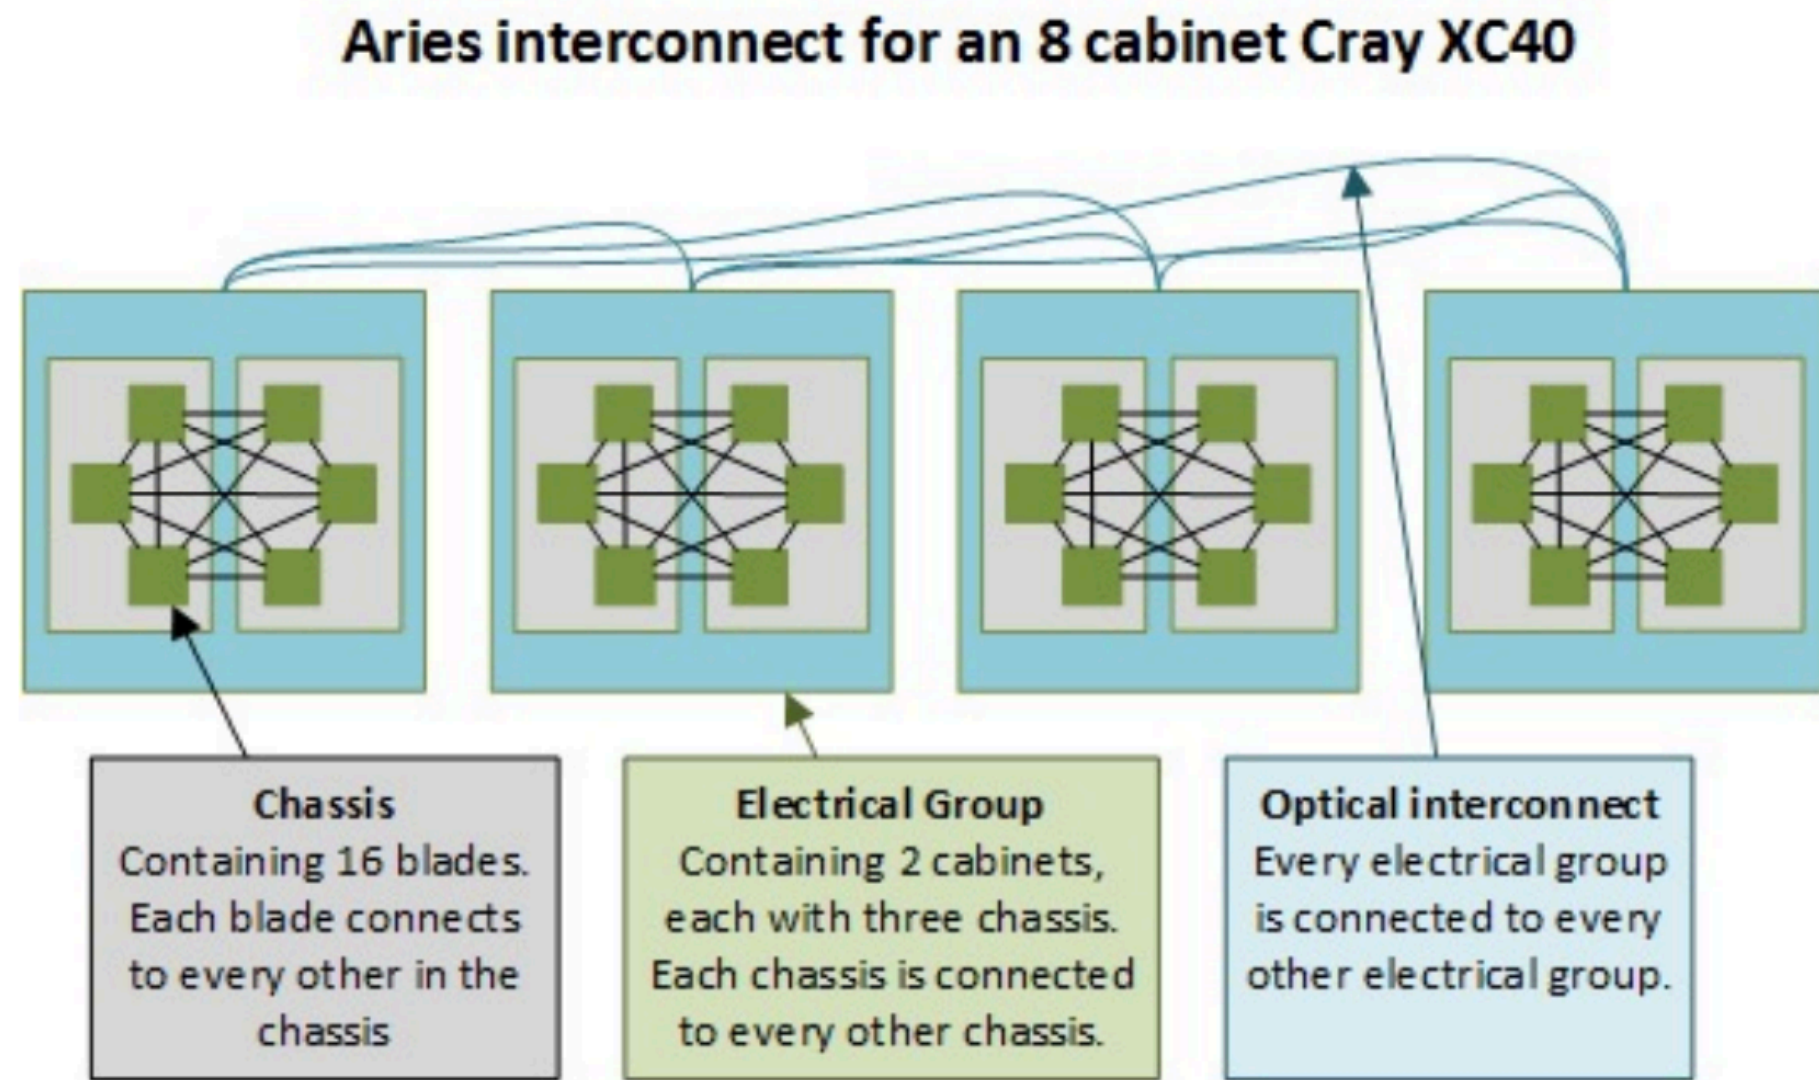 Aries interconnect for an 8 cabinet Cray XC40
Chassis
Containing 16 blades.
Each blade connects
to every other in the
chassis
Electrical Group
Containing 2 cabinets,
each with three chassis.
Each chassis is connected
to every other chassis.
Optical interconnect
Every electrical group
is connected to every
other electrical group.